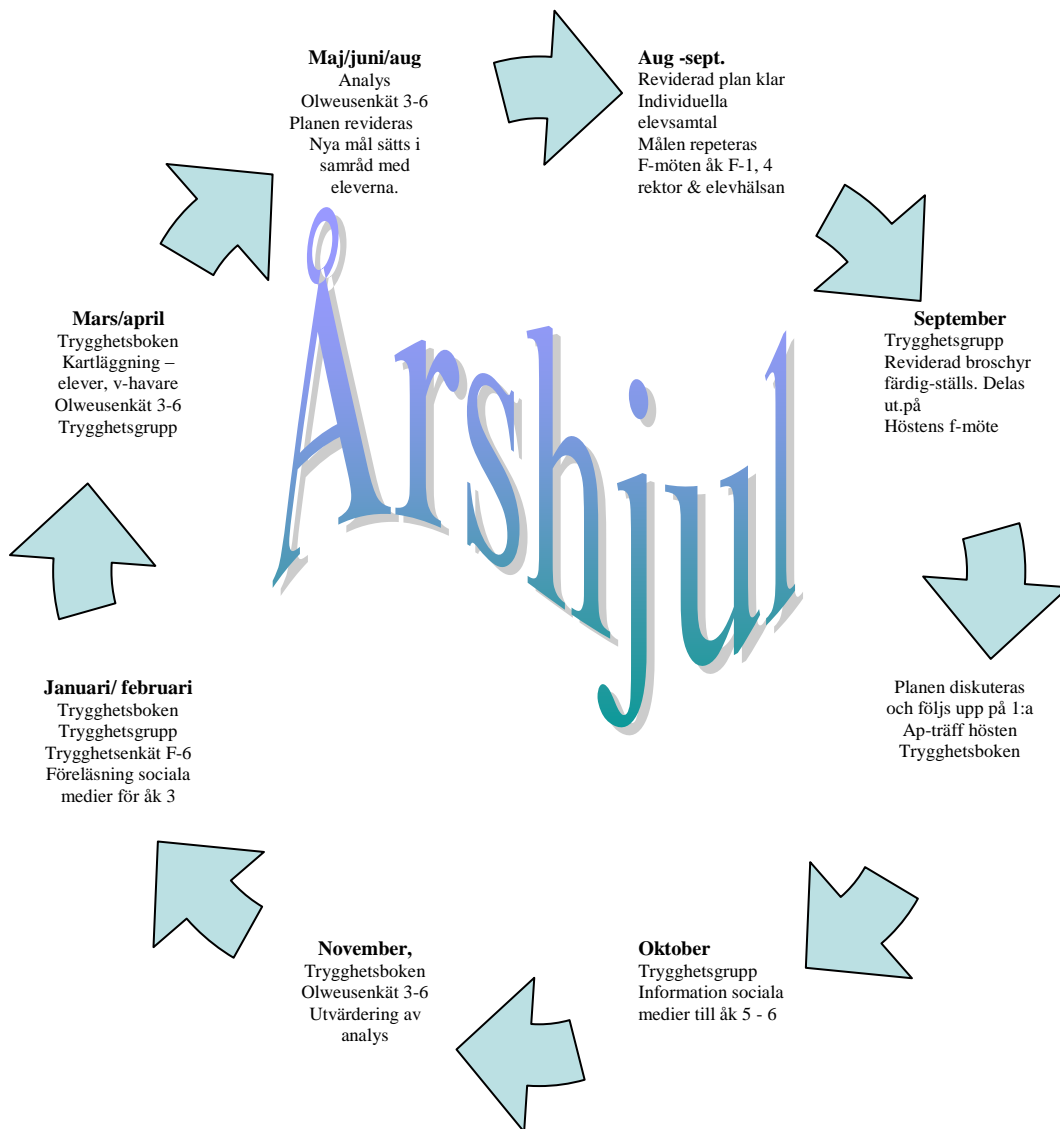 Maj/juni/aug
Analys
Olweusenkät 3-6
Planen revideras
Nya mål sätts i
samråd med
eleverna.
Aug -sept.
Reviderad plan klar
Individuella
elevsamtal
Målen repeteras
F-möten åk F-1, 4
rektor & elevhälsan
September
Trygghetsgrupp
Reviderad broschyr
färdig-ställs. Delas
ut.på
Höstens f-möte
Planen diskuteras
och följs upp på 1:a
Ap-träff hösten
Trygghetsboken
Oktober
Trygghetsgrupp
Information sociala
medier till åk 5 - 6
November,
Trygghetsboken
Olweusenkät 3-6
Utvärdering av
analys
Januari/ februari
Trygghetsboken
Trygghetsgrupp
Trygghetsenkät F-6
Föreläsning sociala
medier för åk 3
Mars/april
Trygghetsboken
Kartläggning –
elever, v-havare
Olweusenkät 3-6
Trygghetsgrupp
Årshjul